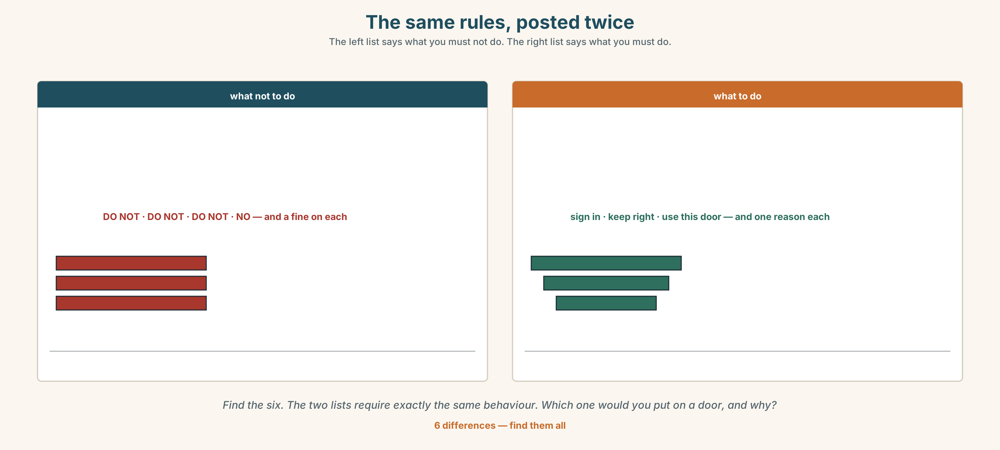 The same rules, posted twice
The left list says what you must not do. The right list says what you must do.
what not to do
DO NOT · DO NOT · DO NOT · NO — and a fine on each
what to do
sign in · keep right · use this door — and one reason each
Find the six. The two lists require exactly the same behaviour. Which one would you put on a door, and why?
6 differences — find them all